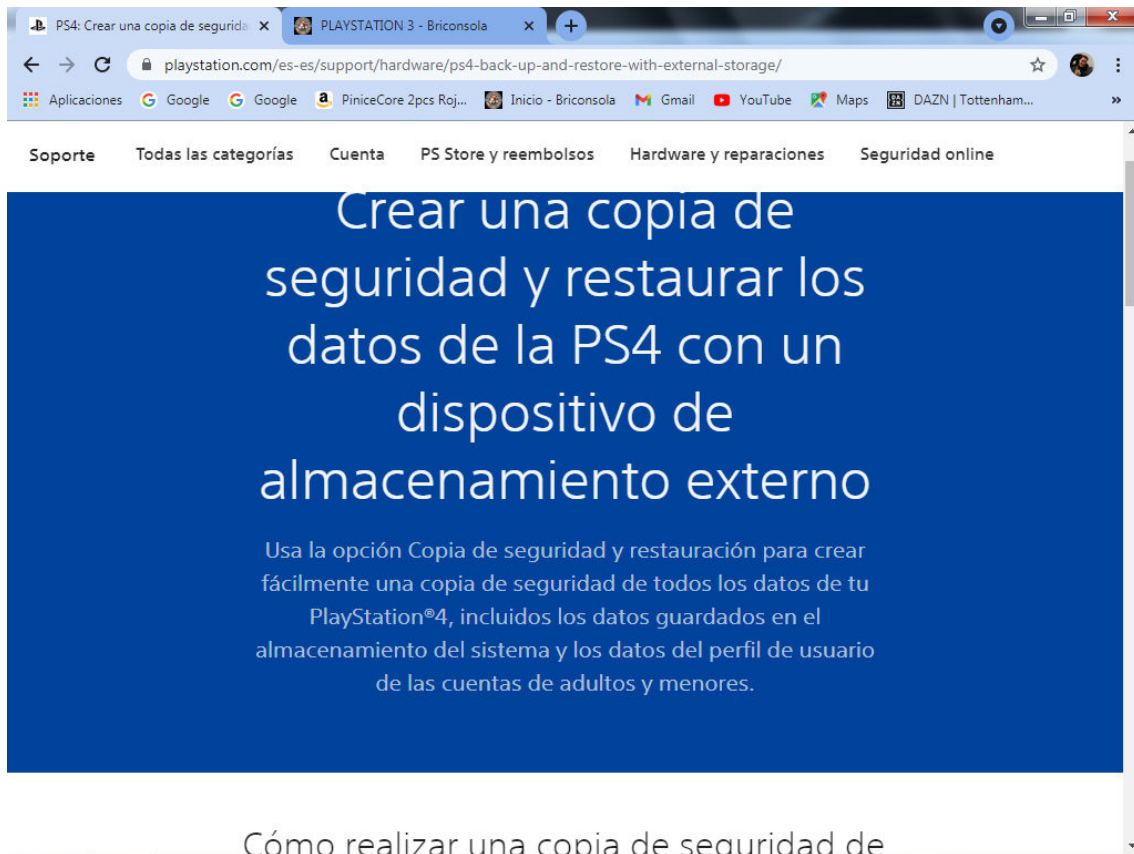 PS4: Crear una copia de segurida
PLAYSTATION 3 - Briconsola
playstation.com/es-es/support/hardware/ps4-back-up-and-restore-with-external-storage/
Aplicaciones Google Google PiniceCore 2pcs Roj... Inicio - Briconsola Gmail YouTube Maps DAZN | Tottenham... »
Soporte Todas las categorías Cuenta PS Store y reembolsos Hardware y reparaciones Seguridad online
Crear una copia de
seguridad y restaurar los
datos de la PS4 con un
dispositivo de
almacenamiento externo
Usa la opción Copia de seguridad y restauración para crear
fácilmente una copia de seguridad de todos los datos de tu
PlayStation®4, incluidos los datos guardados en el
almacenamiento del sistema y los datos del perfil de usuario
de las cuentas de adultos y menores.
Cómo realizar una copia de seguridad de